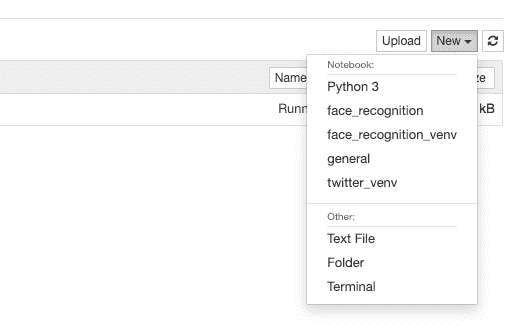 Upload New
Name ze
Runn kB
Notebook:
Python 3
face_recognition
face_recognition_venv
general
twitter_venv
Other:
Text File
Folder
Terminal